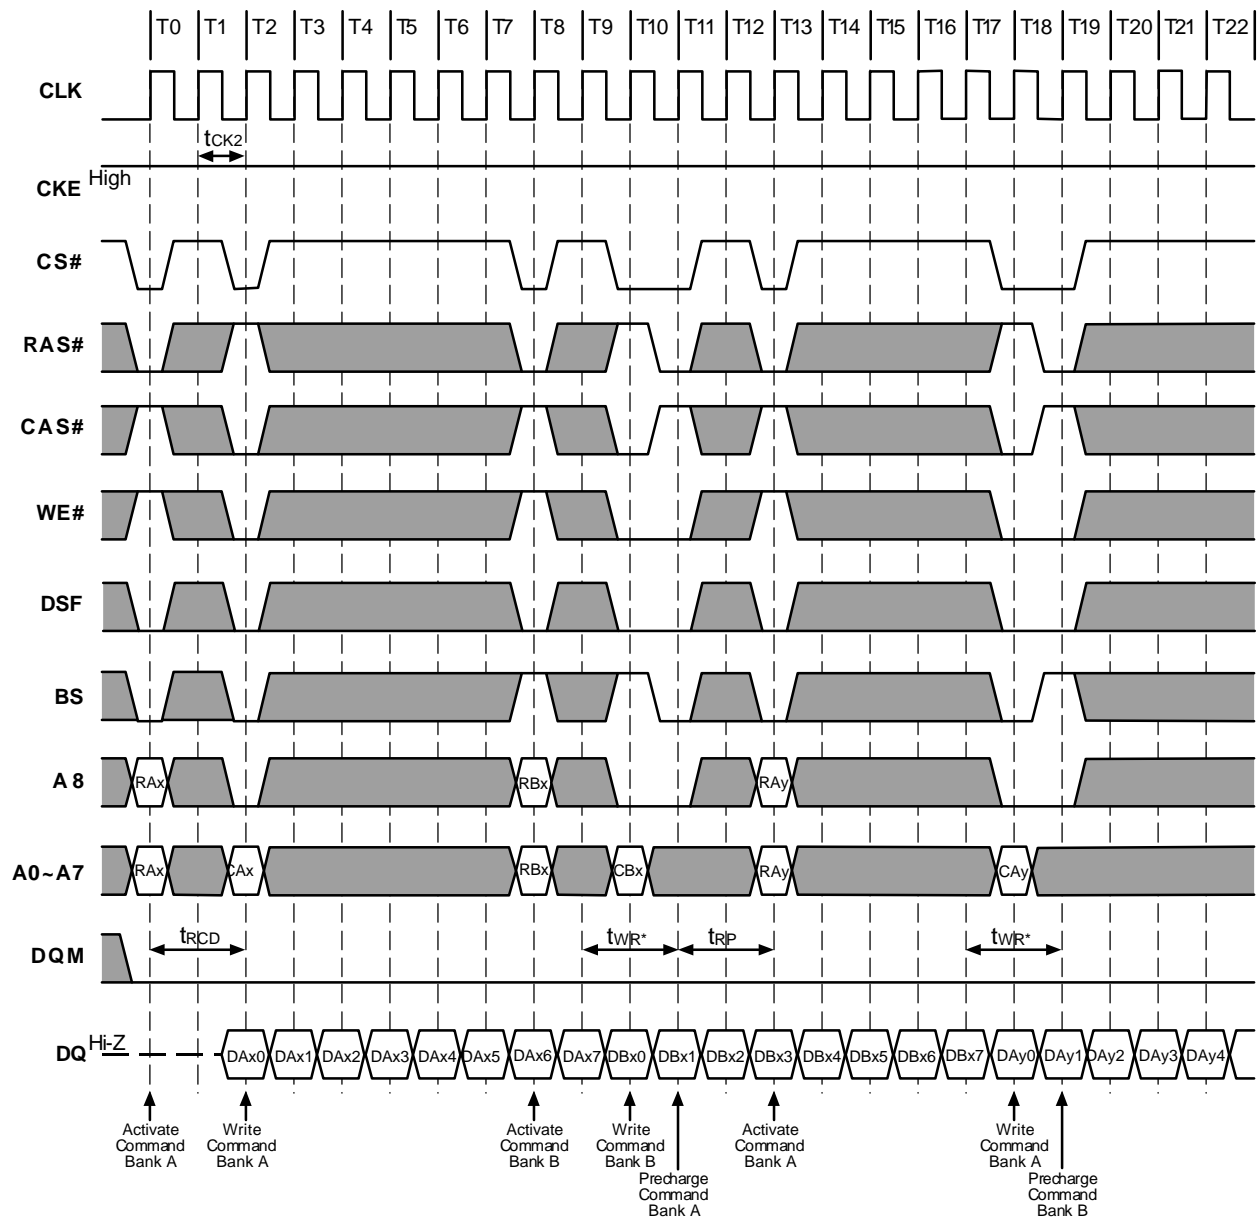 T0 T1 T2 T3 T4 T5 T6 T7 T8 T9 T10 T11 T12 T13 T14 T15 T16 T17 T18 T19 T20 T21 T22
CLK
tCK2
High
CKE
CS#
RAS#
CAS#
WE#
DSF
BS
A8 RAx RBx RAy
A0~A7 RAx CAx RBx CBx RAy CAy
tRCD tWR* tRP tWR*
DQM
Hi-Z
DQ DAx0 DAx1 DAx2 DAx3 DAx4 DAx5 DAx6 DAx7 DBx0 DBx1 DBx2 DBx3 DBx4 DBx5 DBx6 DBx7 DAy0 DAy1 DAy2 DAy3 DAy4
Activate
Command
Bank A
Write
Command
Bank A
Activate
Command
Bank B
Write
Command
Bank B
Precharge
Command
Bank A
Activate
Command
Bank A
Write
Command
Bank A
Precharge
Command
Bank B